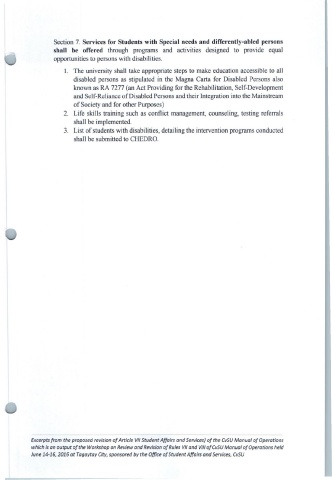 Section 7. Services for Students with Special needs and differently-abled persons
shall be offered through programs and activities designed to provide equal
opportunities to persons with disabilities.
1. The university shall take appropriate steps to make education accessible to all
disabled persons as stipulated in the Magna Carta for Disabled Persons also
known as RA 7277 (an Act Providing for the Rehabilitation, Self-Development
and Self-Reliance of Disabled Persons and their Integration into the Mainstream
of Society and for other Purposes)
2. Life skills training such as conflict management, counseling, testing referrals
shall be implemented.
3. List of students with disabilities, detailing the intervention programs conducted
shall be submitted to CHEDRO.
Excerpts from the proposed revision of Article VII Student Affairs and Services) of the CvSU Manual of Operations
which is an output of the Workshop on Review and Revision of Rules VII and VIII of CvSU Manual of Operations held
June 14-16, 2016 at Tagaytay City, sponsored by the Office of Student Affairs and Services, CvSU